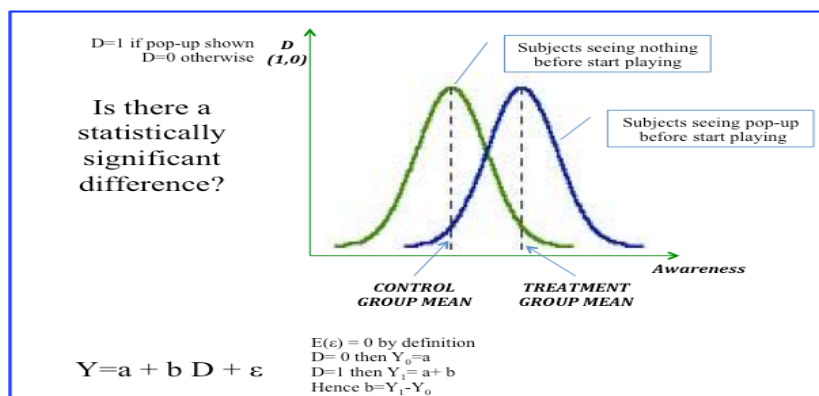 D=1 if pop-up shown
D=0 otherwise
D
(1,0)
Subjects seeing nothing
before start playing
Is there a
statistically
significant
difference?
Subjects seeing pop-up
before start playing
Awareness
CONTROL
GROUP MEAN
TREATMENT
GROUP MEAN
Y=a + b D + ε
E(ε) = 0 by definition
D= 0 then Y₀=a
D=1 then Y₁= a+ b
Hence b=Y₁-Y₀